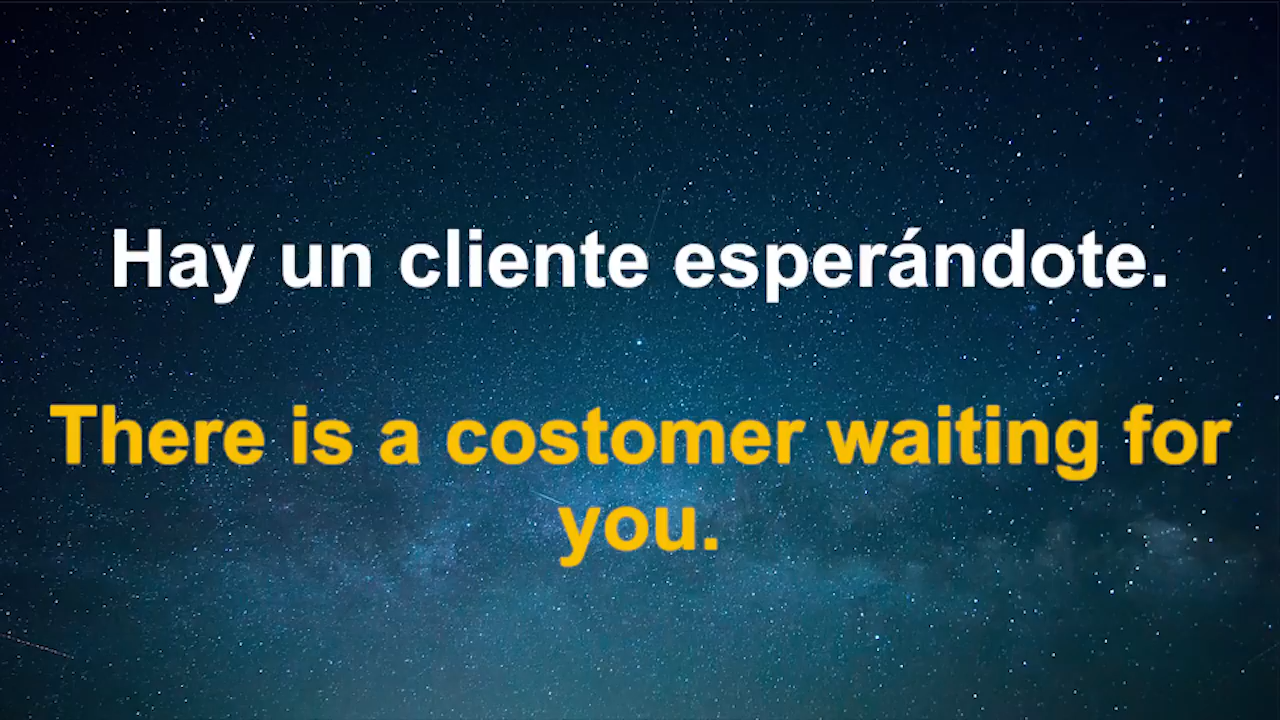 Hay un cliente esperándote.
There is a costomer waiting for
you.